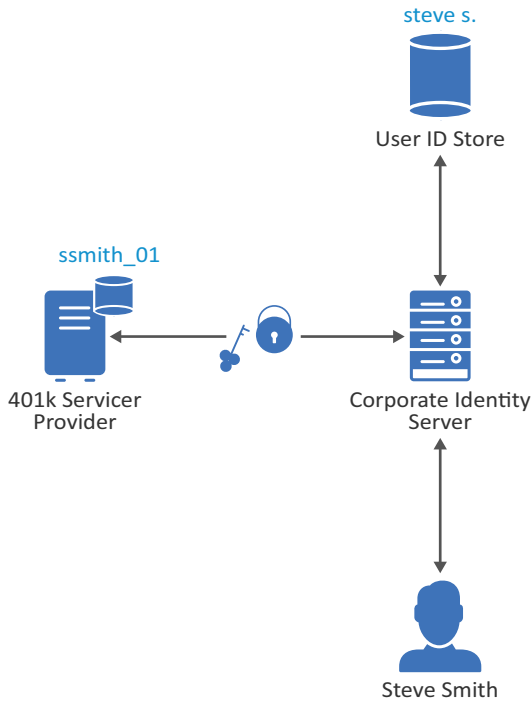 steve s.
User ID Store
ssmith_01
401k Servicer
Provider
Corporate Identity
Server
Steve Smith